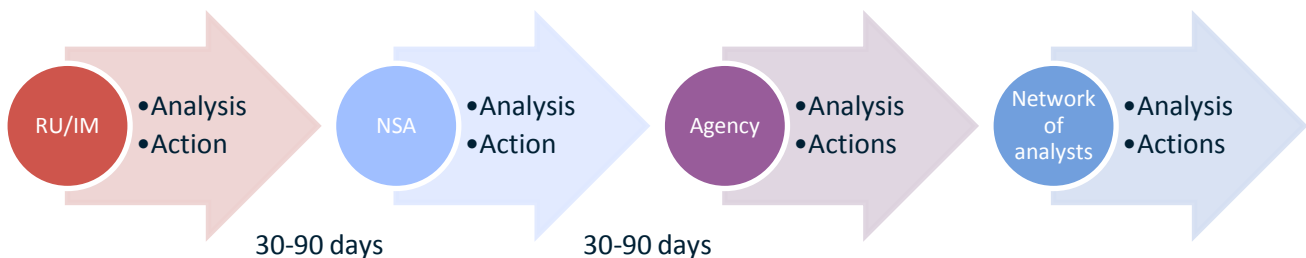 RU/IM
•Analysis
•Action
NSA
•Analysis
•Action
Agency
•Analysis
•Actions
Network
of
analysts
•Analysis
•Actions
30-90 days
30-90 days